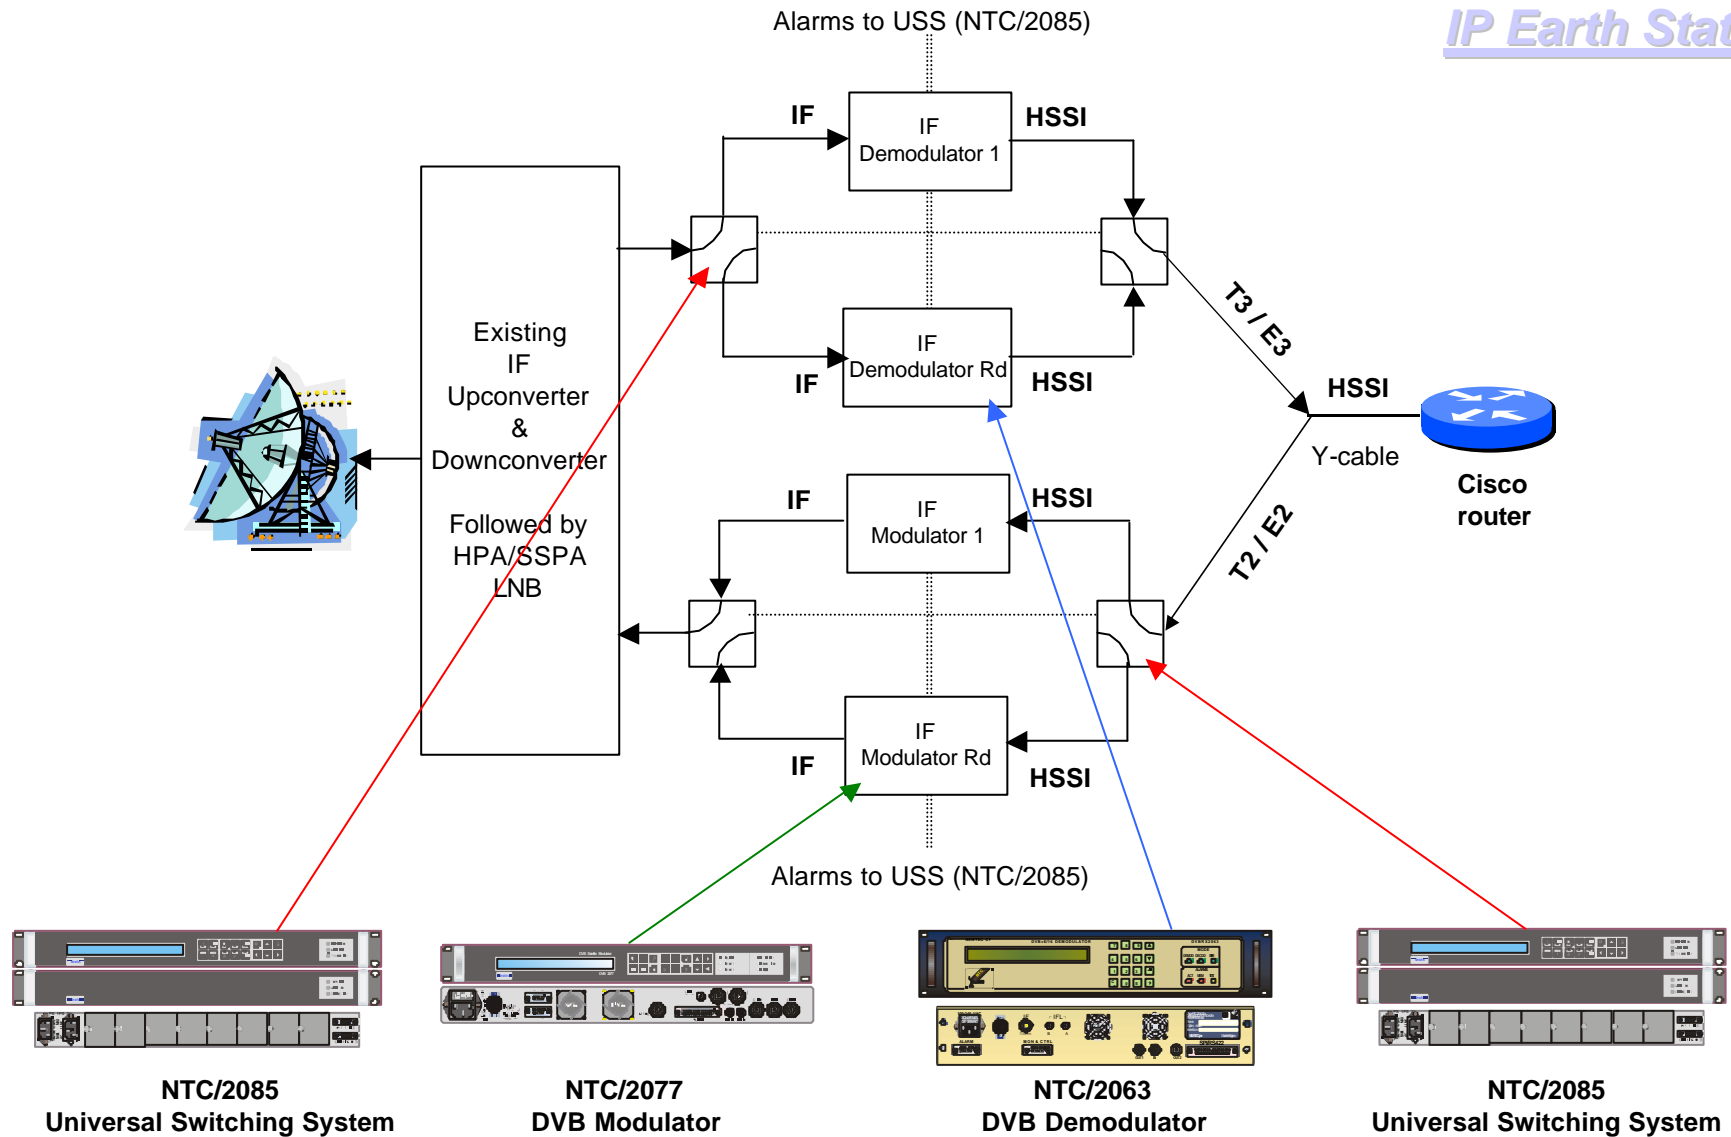 Alarms to USS (NTC/2085)
IP Earth Stat
IF
HSSI
IF
Demodulator 1
T3 / E3
Existing
IF
Upconverter
&
Downconverter
Followed by
HPA/SSPA
LNB
IF
Demodulator Rd
IF
HSSI
HSSI
Y-cable
Cisco
router
IF
HSSI
IF
Modulator 1
T2 / E2
IF
Modulator Rd
IF
HSSI
Alarms to USS (NTC/2085)
ALARM
MON & CTRL
NTC/2085
Universal Switching System
NTC/2077
DVB Modulator
NTC/2063
DVB Demodulator
NTC/2085
Universal Switching System